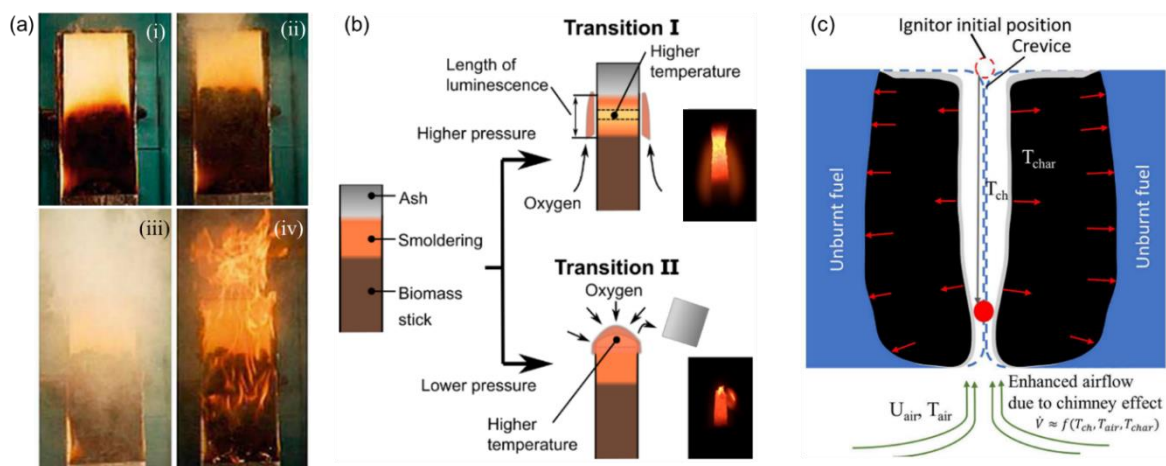 (a)
(i)
(ii)
(iii)
(iv)
(b)
Transition I
Length of
luminescence
Higher
temperature
Higher pressure
Oxygen
Ash
Smoldering
Biomass
stick
Transition II
Oxygen
Lower pressure
Higher
temperature
(c)
Ignitor initial position
Crevice
Unburnt fuel
T_char
T_ch
Unburnt fuel
U_air, T_air
Enhanced airflow
due to chimney effect
V̇ ≈ f(T_ch, T_air, T_char)